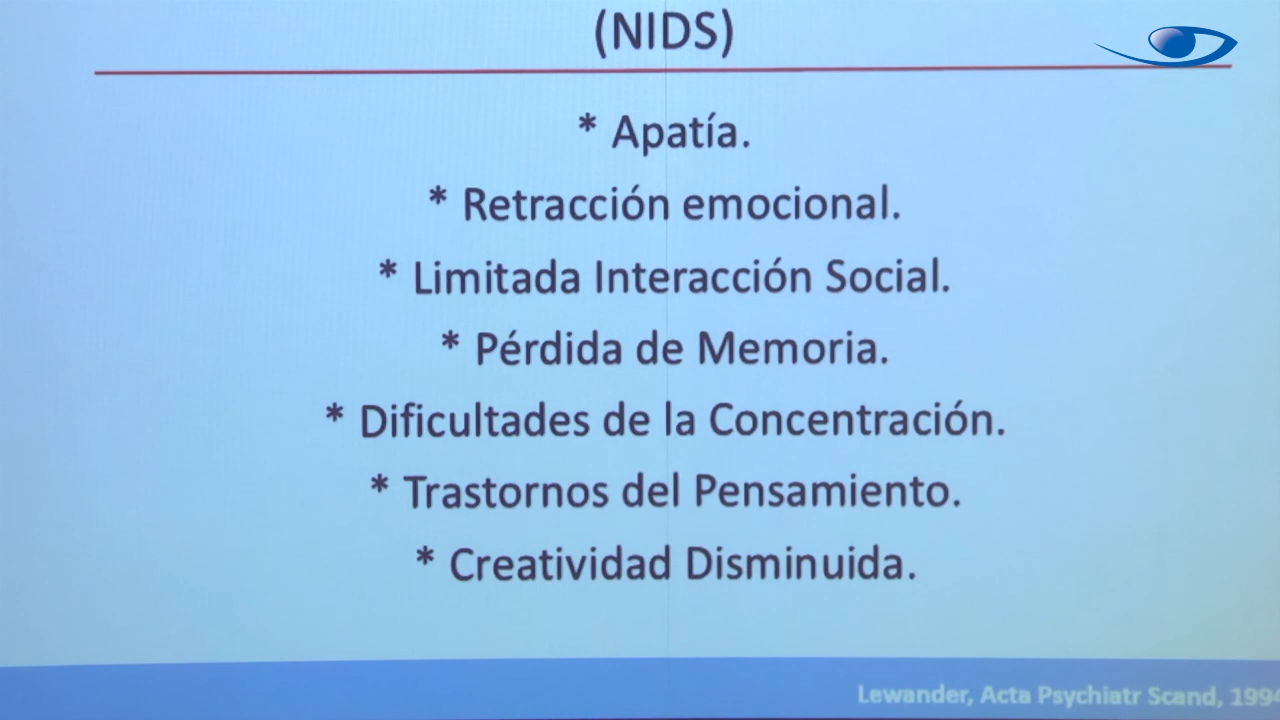 (NIDS)
* Apatía.
* Retracción emocional.
* Limitada Interacción Social.
* Pérdida de Memoria.
* Dificultades de la Concentración.
* Trastornos del Pensamiento.
* Creatividad Disminuida.
Lewander, Acta Psychiatr Scand, 1994